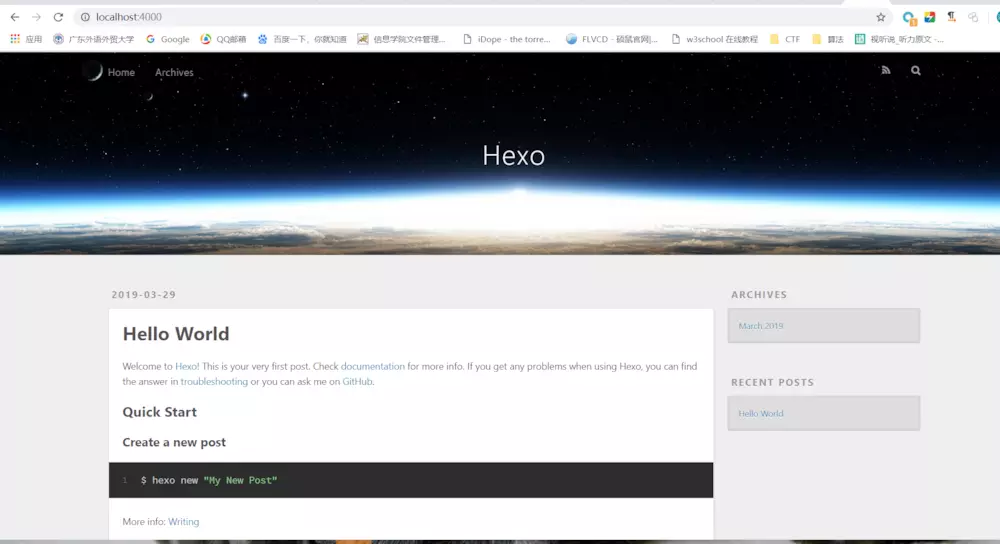 localhost:4000
应用 广东外语外贸大学 Google QQ邮箱 百度一下，你就知道 信息学院文件管理... iDope - the torre... FLVCD - 硕鼠官网|... w3school 在线教程 CTF 算法 视听说_听力原文 -...
Home Archives
Hexo
2019-03-29
Hello World
Welcome to Hexo! This is your very first post. Check documentation for more info. If you get any problems when using Hexo, you can find
the answer in troubleshooting or you can ask me on GitHub.
Quick Start
Create a new post
1 $ hexo new "My New Post"
More info: Writing
ARCHIVES
March 2019
RECENT POSTS
Hello World